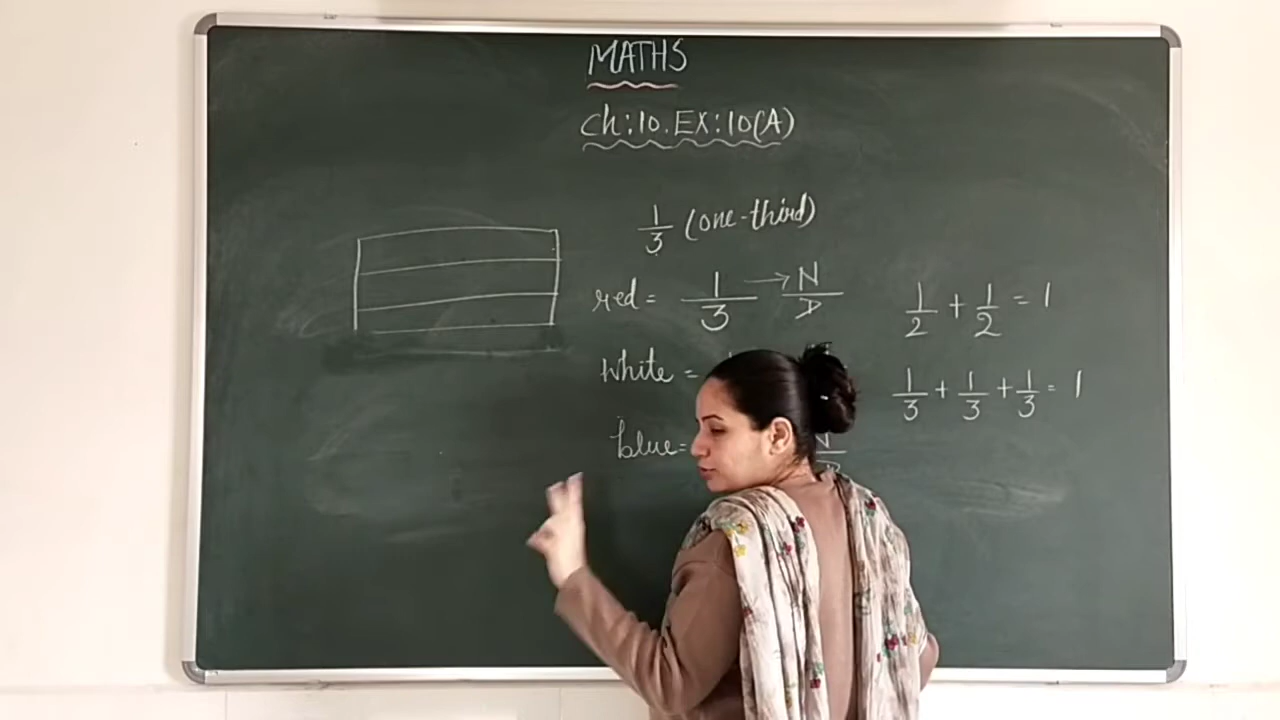 MATHS
Ch:10. EX:10(A)
1/3 (one-third)
red = 1/3 → N/D
white =
blue = N/D
1/2 + 1/2 = 1
1/3 + 1/3 + 1/3 = 1